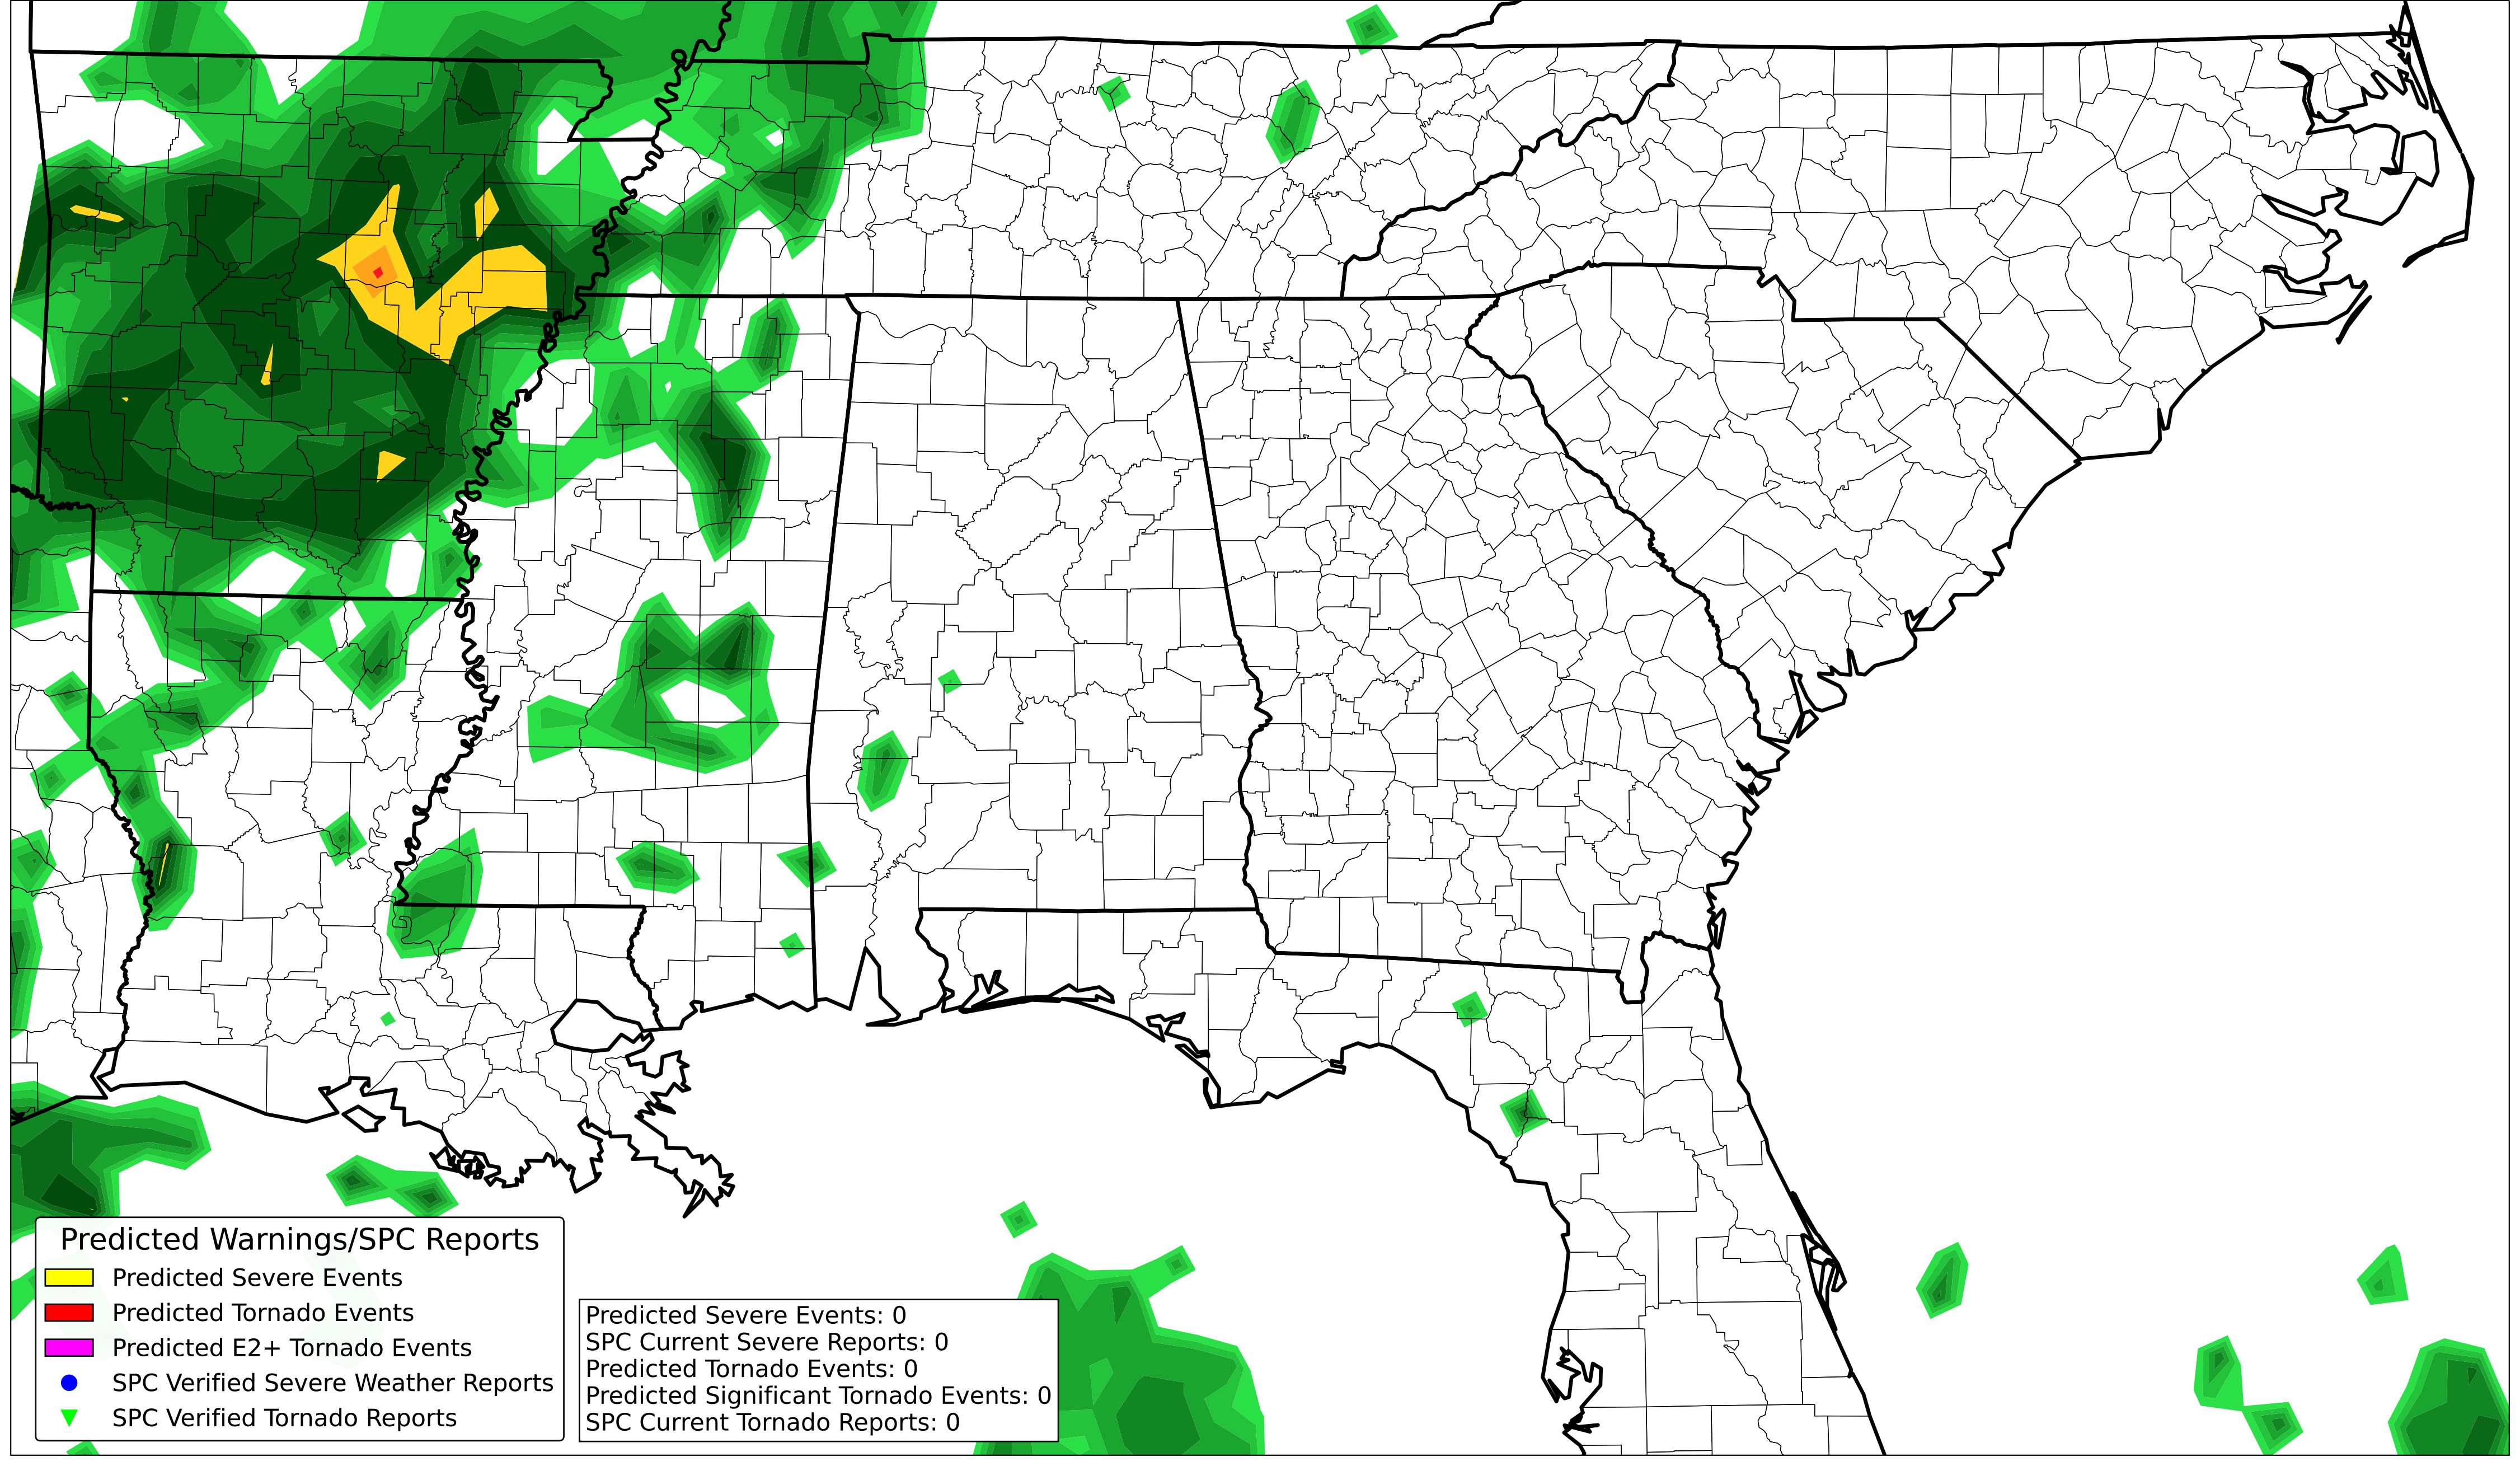 Predicted Warnings/SPC Reports
Predicted Severe Events
Predicted Tornado Events
Predicted E2+ Tornado Events
SPC Verified Severe Weather Reports
SPC Verified Tornado Reports
Predicted Severe Events: 0
SPC Current Severe Reports: 0
Predicted Tornado Events: 0
Predicted Significant Tornado Events: 0
SPC Current Tornado Reports: 0